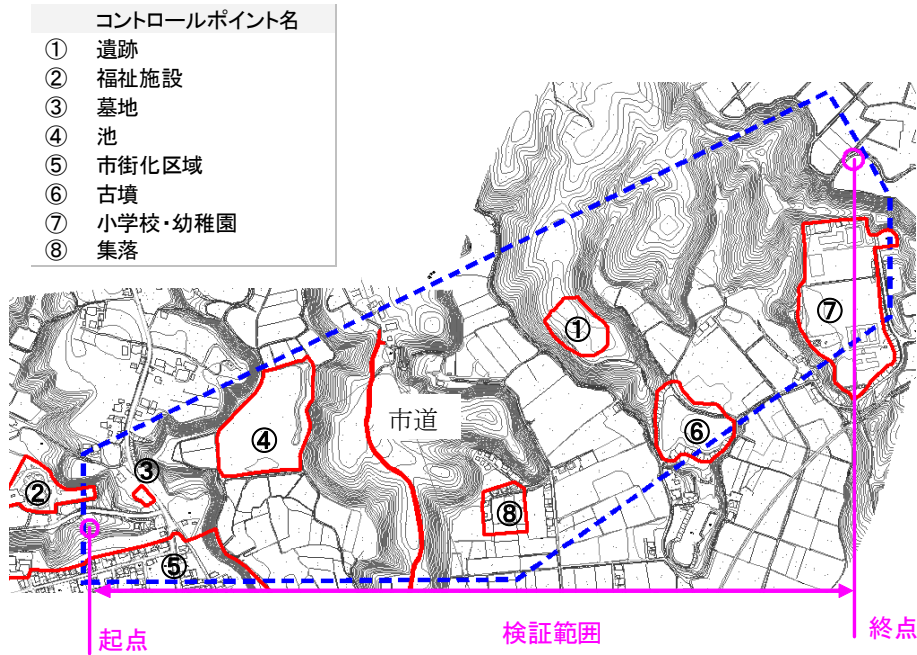 コントロールポイント名
① 遺跡
② 福祉施設
③ 墓地
④ 池
⑤ 市街化区域
⑥ 古墳
⑦ 小学校・幼稚園
⑧ 集落
①
⑦
市道
⑥
④
③
②
⑧
⑤
起点
検証範囲
終点